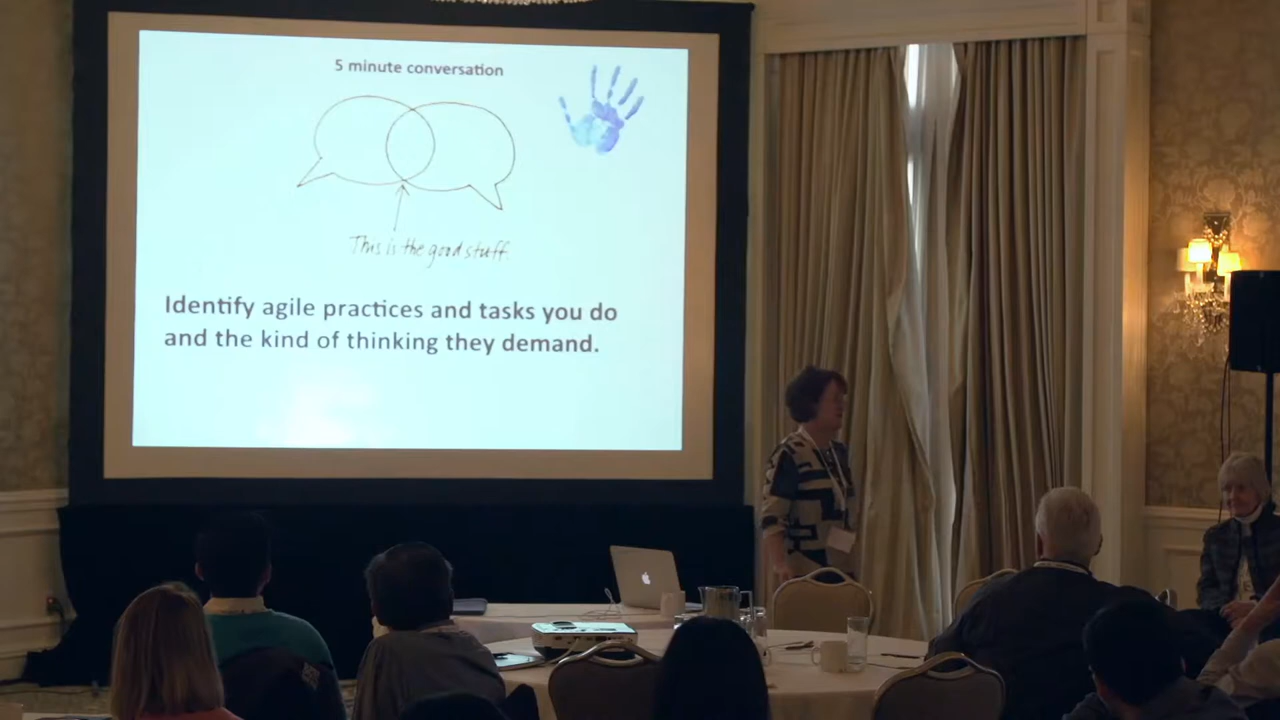 5 minute conversation
This is the good stuff.
Identify agile practices and tasks you do
and the kind of thinking they demand.